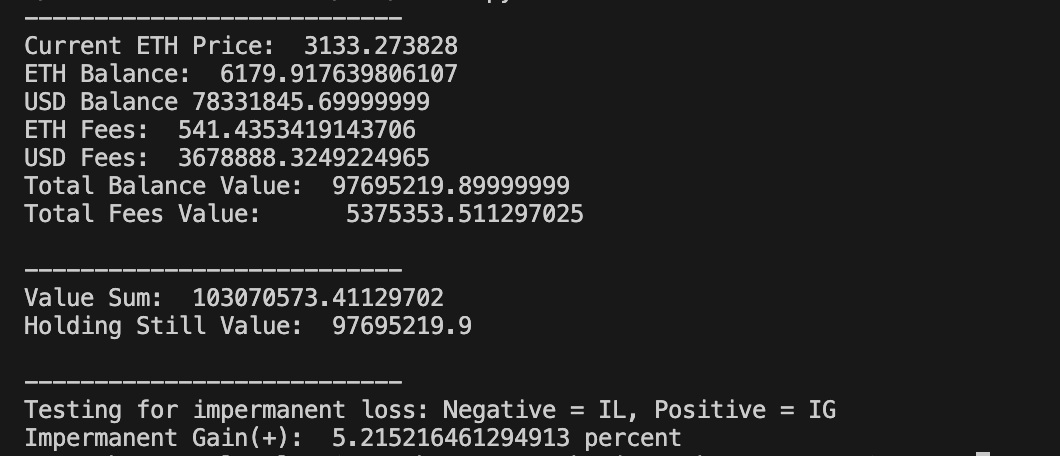 ---------------------------
Current ETH Price:  3133.273828
ETH Balance:  6179.917639806107
USD Balance 78331845.69999999
ETH Fees:  541.4353419143706
USD Fees:  3678888.3249224965
Total Balance Value:  97695219.89999999
Total Fees Value:      5375353.511297025
---------------------------
Value Sum:  103070573.41129702
Holding Still Value:  97695219.9
---------------------------
Testing for impermanent loss: Negative = IL, Positive = IG
Impermanent Gain(+):  5.215216461294913 percent